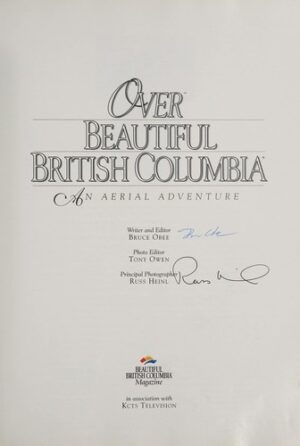 OVER
BEAUTIFUL
BRITISH COLUMBIA
AN AERIAL ADVENTURE
Writer and Editor
BRUCE OBEE
Photo Editor
TONY OWEN
Principal Photographer
RUSS HEINL
BEAUTIFUL
BRITISH COLUMBIA
Magazine
in association with
KCTS TELEVISION